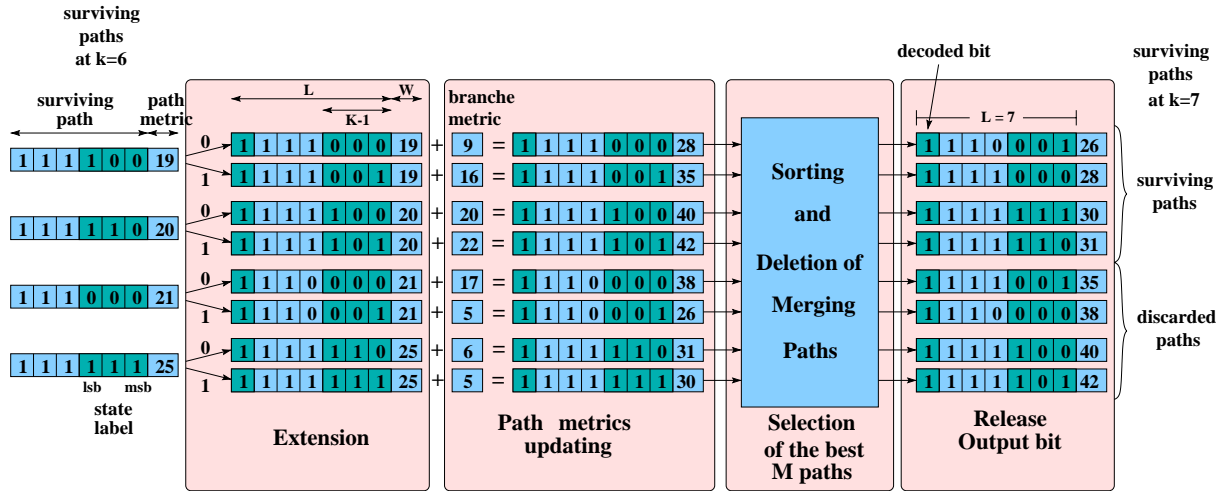 surviving
paths
at k=6
decoded bit
surviving
paths
at k=7
surviving
path
path
metric
L
W
K-1
branche
metric
L = 7
1 1 1 1 0 0 19
0
1 1 1 1 0 0 0 19 + 9 = 1 1 1 1 0 0 0 28
1 1 1 0 0 0 1 26
1
1 1 1 1 0 0 1 19 + 16 = 1 1 1 1 0 0 1 35
1 1 1 1 0 0 0 28
1 1 1 1 1 0 20
0
1 1 1 1 1 0 0 20 + 20 = 1 1 1 1 1 0 0 40
1 1 1 1 1 1 1 30
1
1 1 1 1 1 0 1 20 + 22 = 1 1 1 1 1 0 1 42
1 1 1 1 1 1 0 31
1 1 1 0 0 0 21
0
1 1 1 0 0 0 0 21 + 17 = 1 1 1 0 0 0 0 38
1 1 1 1 0 0 1 35
1
1 1 1 0 0 0 1 21 + 5 = 1 1 1 0 0 0 1 26
1 1 1 0 0 0 0 38
1 1 1 1 1 1 25
0
1 1 1 1 1 1 0 25 + 6 = 1 1 1 1 1 1 0 31
1 1 1 1 1 0 0 40
1
1 1 1 1 1 1 1 25 + 5 = 1 1 1 1 1 1 1 30
1 1 1 1 1 0 1 42
Sorting
and
Deletion of
Merging
Paths
surviving
paths
discarded
paths
lsb
msb
state
label
Extension
Path metrics
updating
Selection
of the best
M paths
Release
Output bit